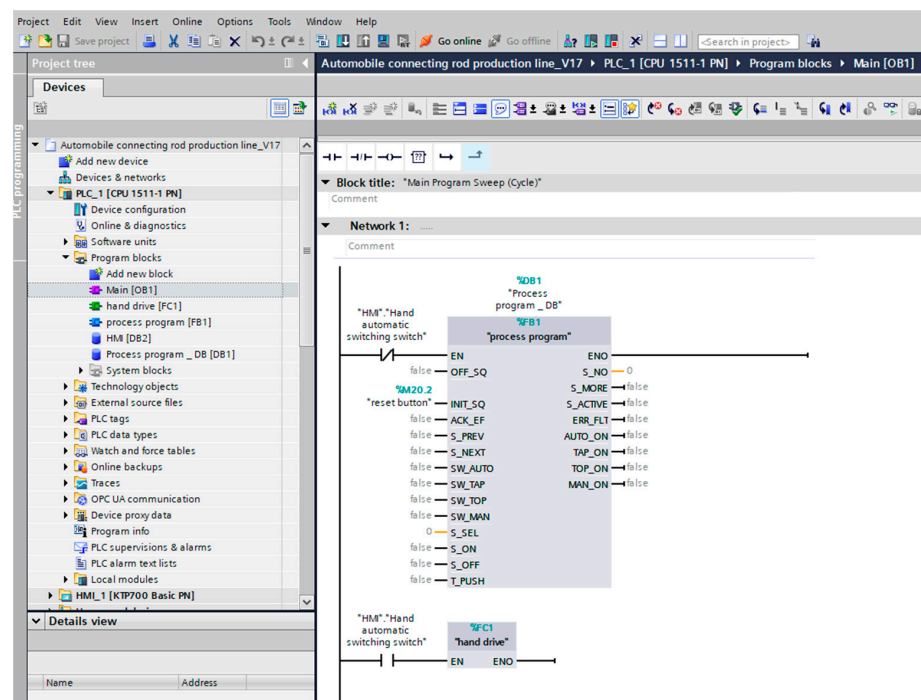 Project Edit View Insert Online Options Tools Window Help
Save project Go online Go offline <Search in project>
Project tree
Automobile connecting rod production line_V17 PLC_1 [CPU 1511-1 PN] Program blocks Main [OB1]
Devices
PLC programming
Automobile connecting rod production line_V17
Add new device
Devices & networks
PLC_1 [CPU 1511-1 PN]
Device configuration
Online & diagnostics
Software units
Program blocks
Add new block
Main [OB1]
hand drive [FC1]
process program [FB1]
HMI [DB2]
Process program _ DB [DB1]
System blocks
Technology objects
External source files
PLC tags
PLC data types
Watch and force tables
Online backups
Traces
OPC UA communication
Device proxy data
Program info
PLC supervisions & alarms
PLC alarm text lists
Local modules
HMI_1 [KTP700 Basic PN]
Details view
Name Address
??
Block title: "Main Program Sweep (Cycle)"
Comment
Network 1: .....
Comment
%DB1
"Process
program _ DB"
"HMI"."Hand
automatic
switching switch"
%FB1
"process program"
EN ENO
false OFF_SQ S_NO 0
%M20.2 S_MORE false
"reset button" INIT_SQ S_ACTIVE false
false ACK_EF ERR_FLT false
false S_PREV AUTO_ON false
false S_NEXT TAP_ON false
false SW_AUTO TOP_ON false
false SW_TAP MAN_ON false
false SW_TOP
false SW_MAN
0 S_SEL
false S_ON
false S_OFF
false T_PUSH
"HMI"."Hand
automatic
switching switch"
%FC1
"hand drive"
EN ENO